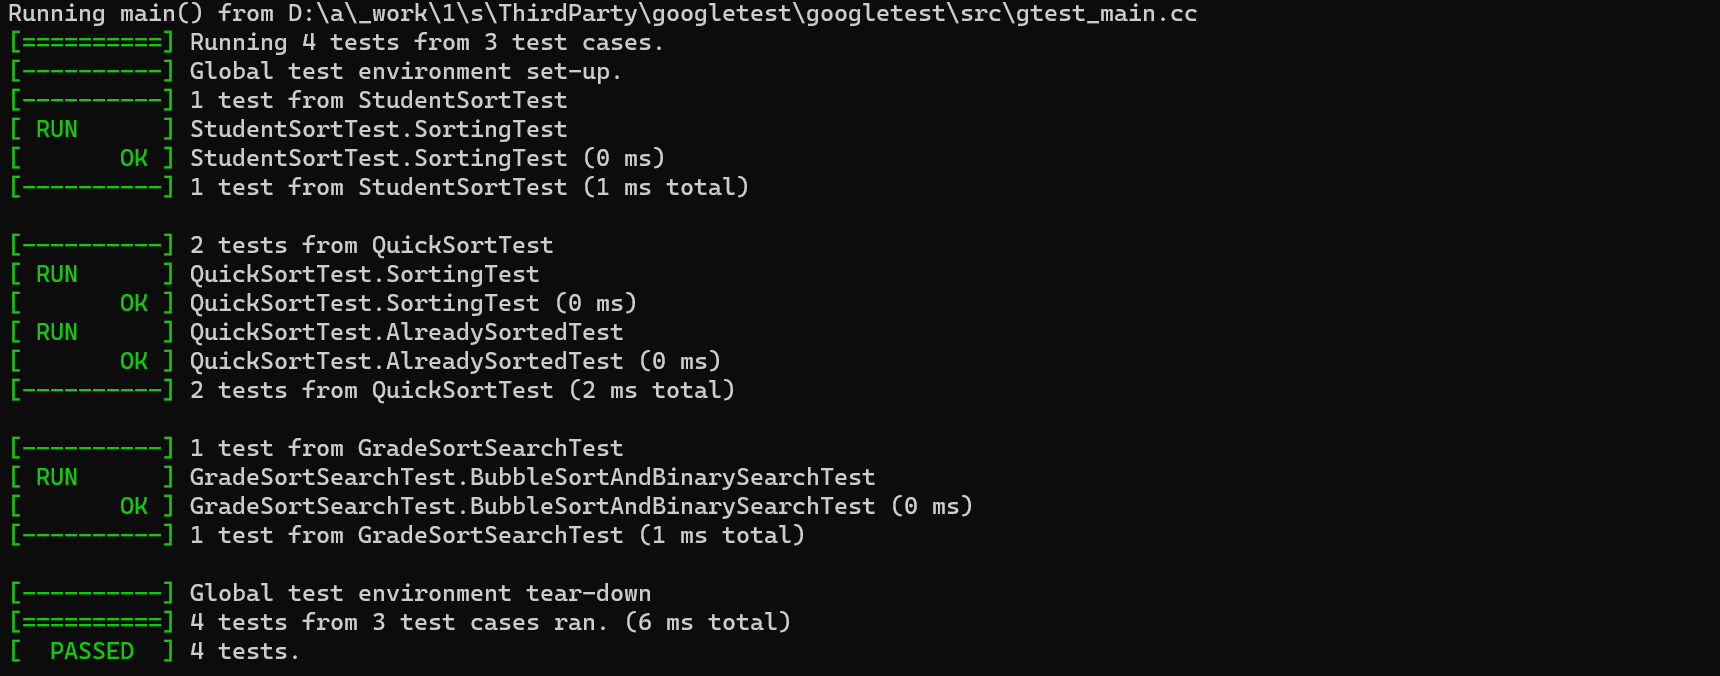 Running main() from D:\a\_work\1\s\ThirdParty\googletest\googletest\src\gtest_main.cc
[==========] Running 4 tests from 3 test cases.
[----------] Global test environment set-up.
[----------] 1 test from StudentSortTest
[ RUN      ] StudentSortTest.SortingTest
[       OK ] StudentSortTest.SortingTest (0 ms)
[----------] 1 test from StudentSortTest (1 ms total)

[----------] 2 tests from QuickSortTest
[ RUN      ] QuickSortTest.SortingTest
[       OK ] QuickSortTest.SortingTest (0 ms)
[ RUN      ] QuickSortTest.AlreadySortedTest
[       OK ] QuickSortTest.AlreadySortedTest (0 ms)
[----------] 2 tests from QuickSortTest (2 ms total)

[----------] 1 test from GradeSortSearchTest
[ RUN      ] GradeSortSearchTest.BubbleSortAndBinarySearchTest
[       OK ] GradeSortSearchTest.BubbleSortAndBinarySearchTest (0 ms)
[----------] 1 test from GradeSortSearchTest (1 ms total)

[----------] Global test environment tear-down
[==========] 4 tests from 3 test cases ran. (6 ms total)
[  PASSED  ] 4 tests.